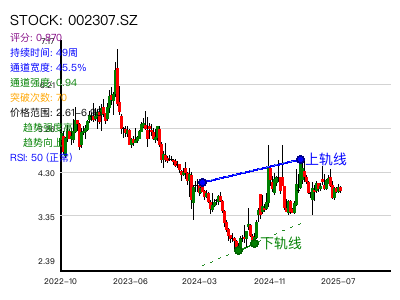 STOCK: 002307.SZ
评分: 0.870
持续时间: 49周
通道宽度: 45.5%
通道强度: 0.94
突破次数: 70
价格范围: 2.61-6.
趋势强度
趋势向上
RSI: 50 (正常)
4.30
3.35
2.39
上轨线
下轨线
2022-10
2023-06
2024-03
2024-11
2025-07